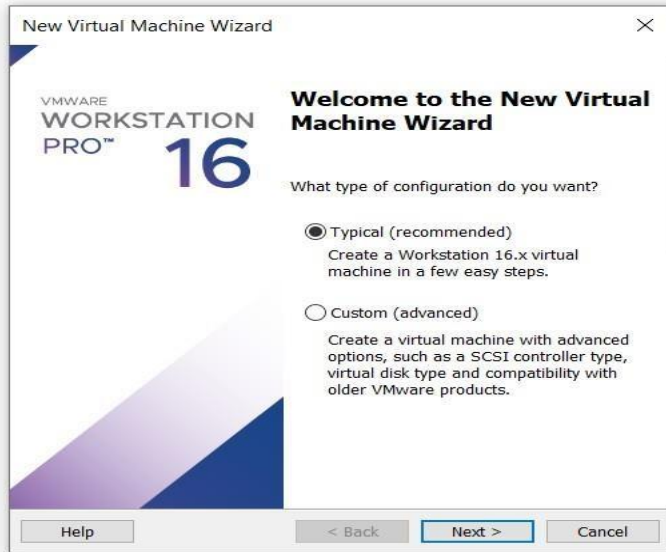 New Virtual Machine Wizard
VMWARE
WORKSTATION
PRO™ 16
Welcome to the New Virtual
Machine Wizard
What type of configuration do you want?
Typical (recommended)
Create a Workstation 16.x virtual
machine in a few easy steps.
Custom (advanced)
Create a virtual machine with advanced
options, such as a SCSI controller type,
virtual disk type and compatibility with
older VMware products.
Help
< Back
Next >
Cancel